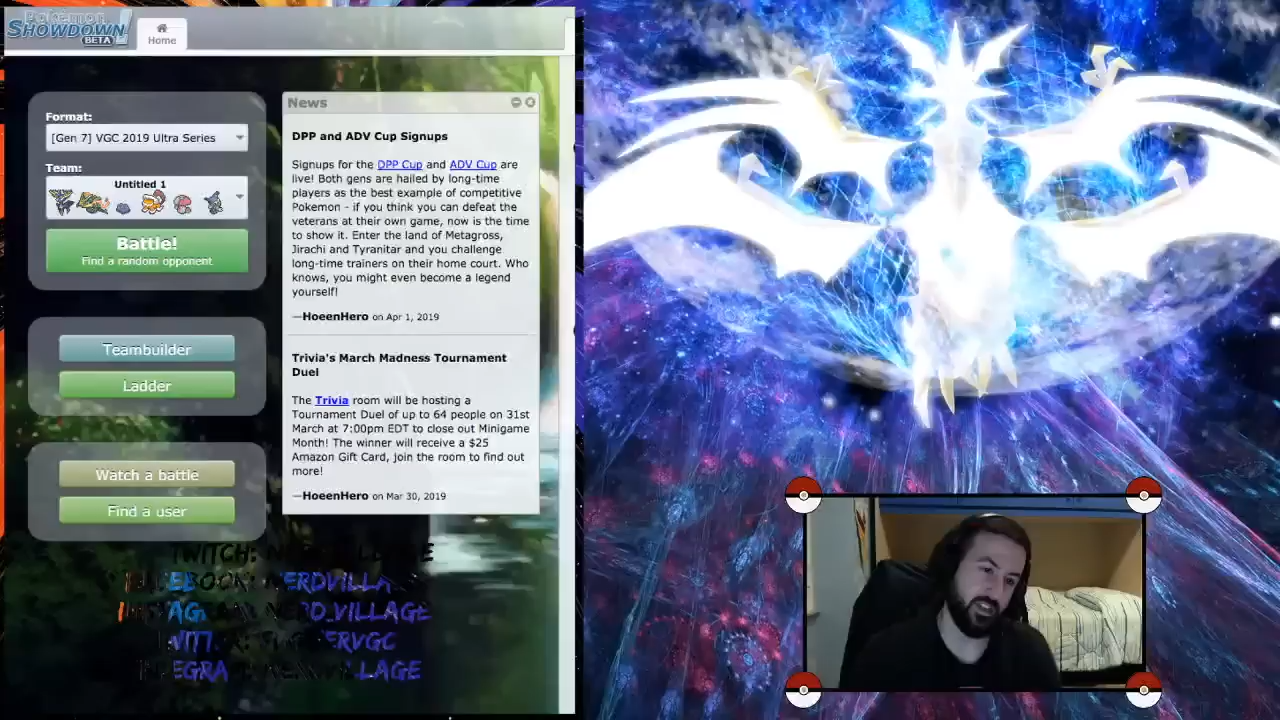 Pokémon
SHOWDOWN!
BETA
Home
Format:
[Gen 7] VGC 2019 Ultra Series
Team:
Untitled 1
Battle!
Find a random opponent
Teambuilder
Ladder
Watch a battle
Find a user
News
DPP and ADV Cup Signups
Signups for the DPP Cup and ADV Cup are
live! Both gens are hailed by long-time
players as the best example of competitive
Pokemon - if you think you can defeat the
veterans at their own game, now is the time
to show it. Enter the land of Metagross,
Jirachi and Tyranitar and you challenge
long-time trainers on their home court. Who
knows, you might even become a legend
yourself!
—HoeenHero on Apr 1, 2019
Trivia's March Madness Tournament
Duel
The Trivia room will be hosting a
Tournament Duel of up to 64 people on 31st
March at 7:00pm EDT to close out Minigame
Month! The winner will receive a $25
Amazon Gift Card, join the room to find out
more!
—HoeenHero on Mar 30, 2019
TWITCH: